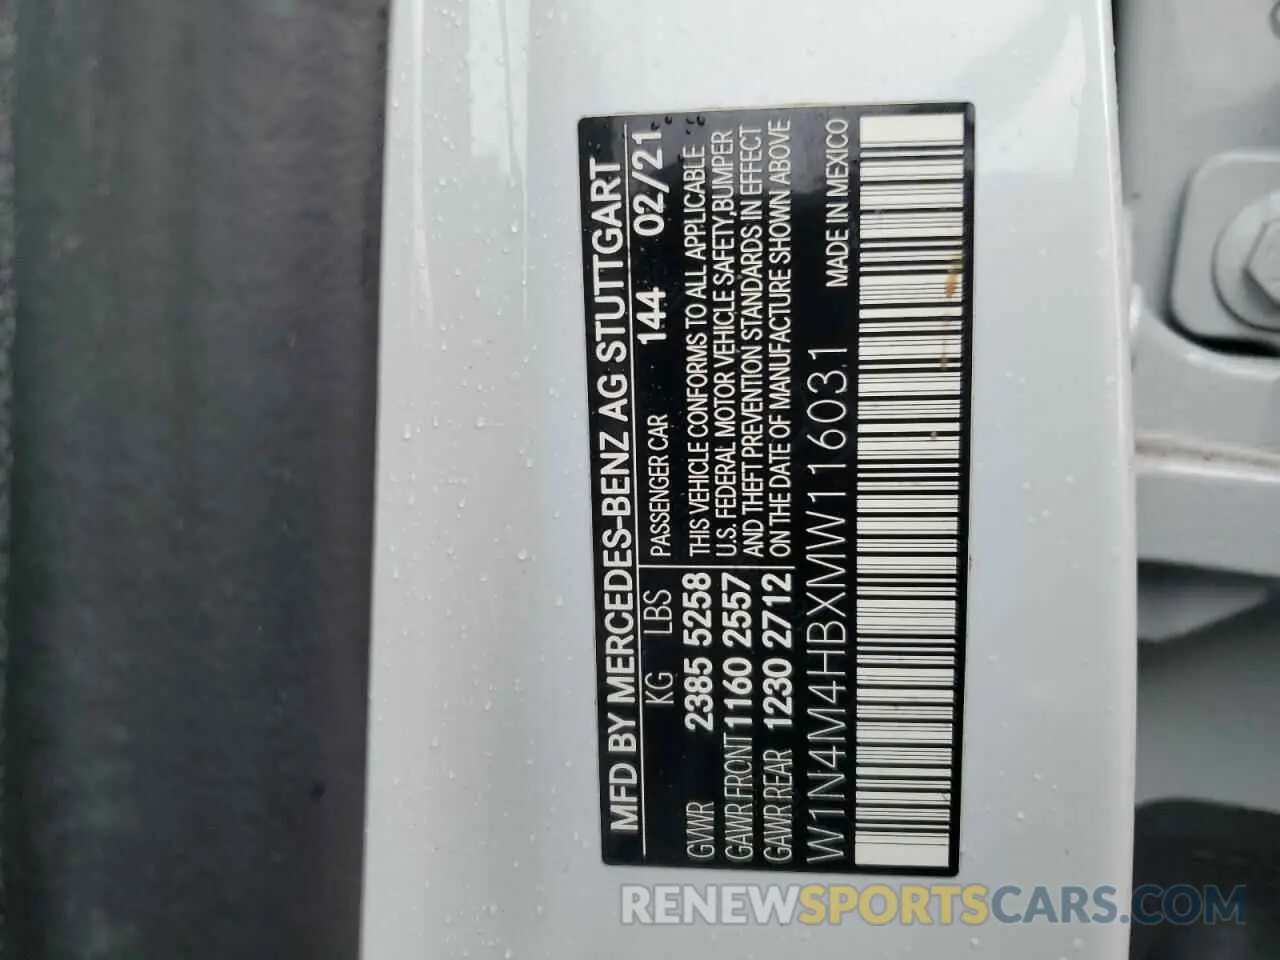 MFD BY MERCEDES-BENZ AG STUTTGART
KG LBS PASSENGER CAR 144 02/21
GVWR 2385 5258 THIS VEHICLE CONFORMS TO ALL APPLICABLE
GAWR FRONT 1160 2557 U.S. FEDERAL MOTOR VEHICLE SAFETY,BUMPER
GAWR REAR 1230 2712 AND THEFT PREVENTION STANDARDS IN EFFECT
ON THE DATE OF MANUFACTURE SHOWN ABOVE
W1N4M4HBXMW116031 MADE IN MEXICO
RENEWSPORTSCARS.COM